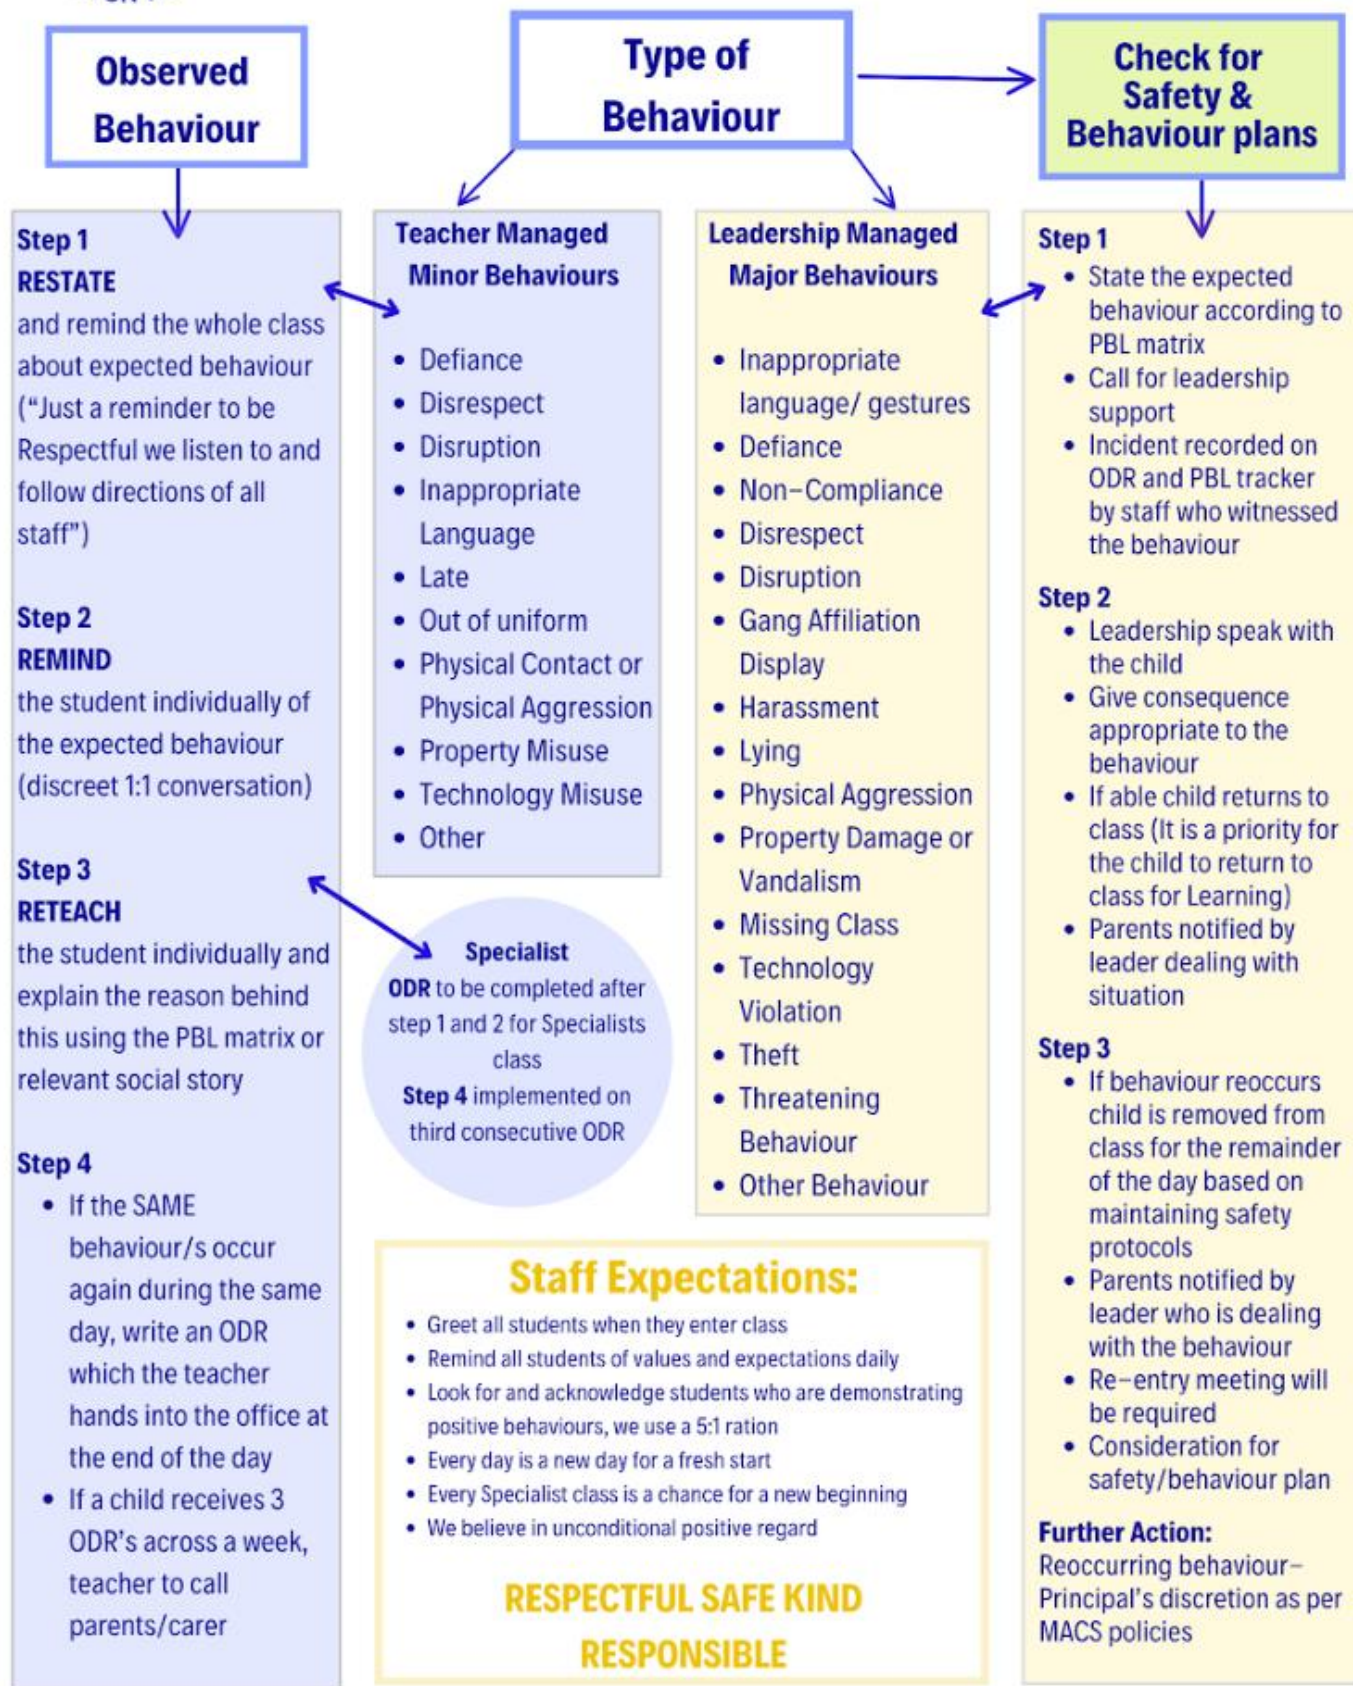 Observed
Behaviour
Type of
Behaviour
Check for
Safety &
Behaviour plans
Step 1
RESTATE
and remind the whole class
about expected behaviour
(“Just a reminder to be
Respectful we listen to and
follow directions of all
staff”)
Step 2
REMIND
the student individually of
the expected behaviour
(discreet 1:1 conversation)
Step 3
RETEACH
the student individually and
explain the reason behind
this using the PBL matrix or
relevant social story
Step 4
• If the SAME
behaviour/s occur
again during the same
day, write an ODR
which the teacher
hands into the office at
the end of the day
• If a child receives 3
ODR's across a week,
teacher to call
parents/carer
Teacher Managed
Minor Behaviours
• Defiance
• Disrespect
• Disruption
• Inappropriate
Language
• Late
• Out of uniform
• Physical Contact or
Physical Aggression
• Property Misuse
• Technology Misuse
• Other
Specialist
ODR to be completed after
step 1 and 2 for Specialists
class
Step 4 implemented on
third consecutive ODR
Leadership Managed
Major Behaviours
• Inappropriate
language/ gestures
• Defiance
• Non-Compliance
• Disrespect
• Disruption
• Gang Affiliation
Display
• Harassment
• Lying
• Physical Aggression
• Property Damage or
Vandalism
• Missing Class
• Technology
Violation
• Theft
• Threatening
Behaviour
• Other Behaviour
Staff Expectations:
• Greet all students when they enter class
• Remind all students of values and expectations daily
• Look for and acknowledge students who are demonstrating
positive behaviours, we use a 5:1 ration
• Every day is a new day for a fresh start
• Every Specialist class is a chance for a new beginning
• We believe in unconditional positive regard
RESPECTFUL SAFE KIND
RESPONSIBLE
Step 1
• State the expected
behaviour according to
PBL matrix
• Call for leadership
support
• Incident recorded on
ODR and PBL tracker
by staff who witnessed
the behaviour
Step 2
• Leadership speak with
the child
• Give consequence
appropriate to the
behaviour
• If able child returns to
class (It is a priority for
the child to return to
class for Learning)
• Parents notified by
leader dealing with
situation
Step 3
• If behaviour reoccurs
child is removed from
class for the remainder
of the day based on
maintaining safety
protocols
• Parents notified by
leader who is dealing
with the behaviour
• Re-entry meeting will
be required
• Consideration for
safety/behaviour plan
Further Action:
Reoccurring behaviour-
Principal's discretion as per
MACS policies